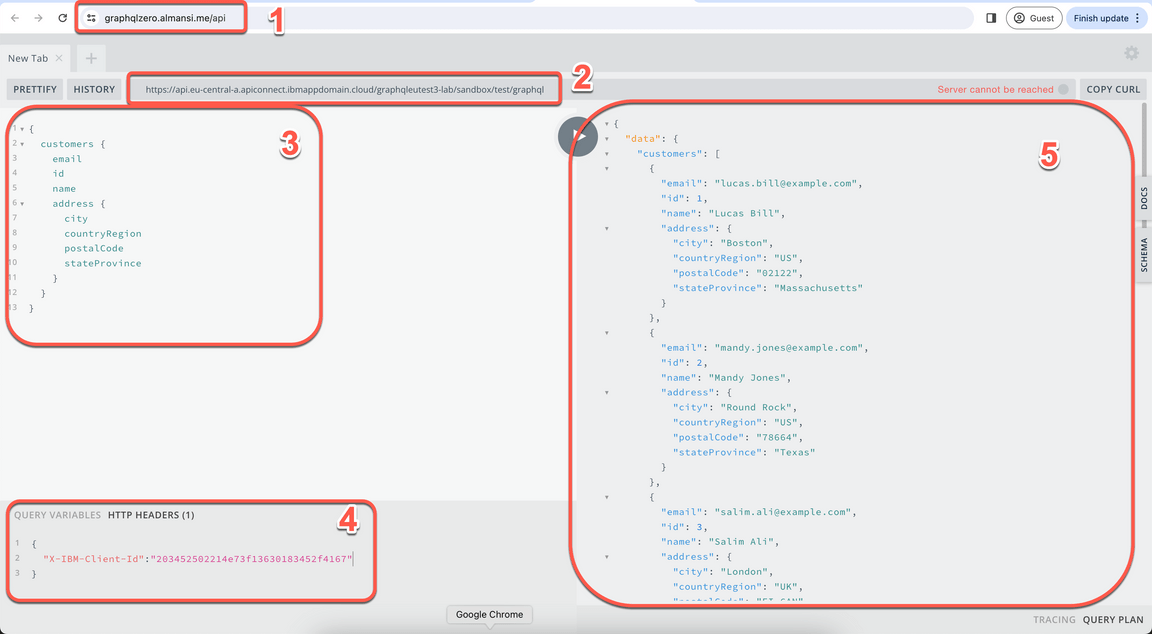 graphqlzero.almansi.me/api
1
Guest
Finish update
New Tab
PRETTIFY
HISTORY
https://api.eu-central-a.apiconnect.ibmappdomain.cloud/graphqleutest3-lab/sandbox/test/graphql
2
Server cannot be reached
COPY CURL
3
1 {
2 customers {
3 email
4 id
5 name
6 address {
7 city
8 countryRegion
9 postalCode
10 stateProvince
11 }
12 }
13 }
QUERY VARIABLES HTTP HEADERS (1)
4
1 {
2 "X-IBM-Client-Id":"203452502214e73f13630183452f4167"
3 }
5
{
"data": {
"customers": [
{
"email": "lucas.bill@example.com",
"id": 1,
"name": "Lucas Bill",
"address": {
"city": "Boston",
"countryRegion": "US",
"postalCode": "02122",
"stateProvince": "Massachusetts"
}
},
{
"email": "mandy.jones@example.com",
"id": 2,
"name": "Mandy Jones",
"address": {
"city": "Round Rock",
"countryRegion": "US",
"postalCode": "78664",
"stateProvince": "Texas"
}
},
{
"email": "salim.ali@example.com",
"id": 3,
"name": "Salim Ali",
"address": {
"city": "London",
"countryRegion": "UK",
DOCS
SCHEMA
Google Chrome
TRACING QUERY PLAN